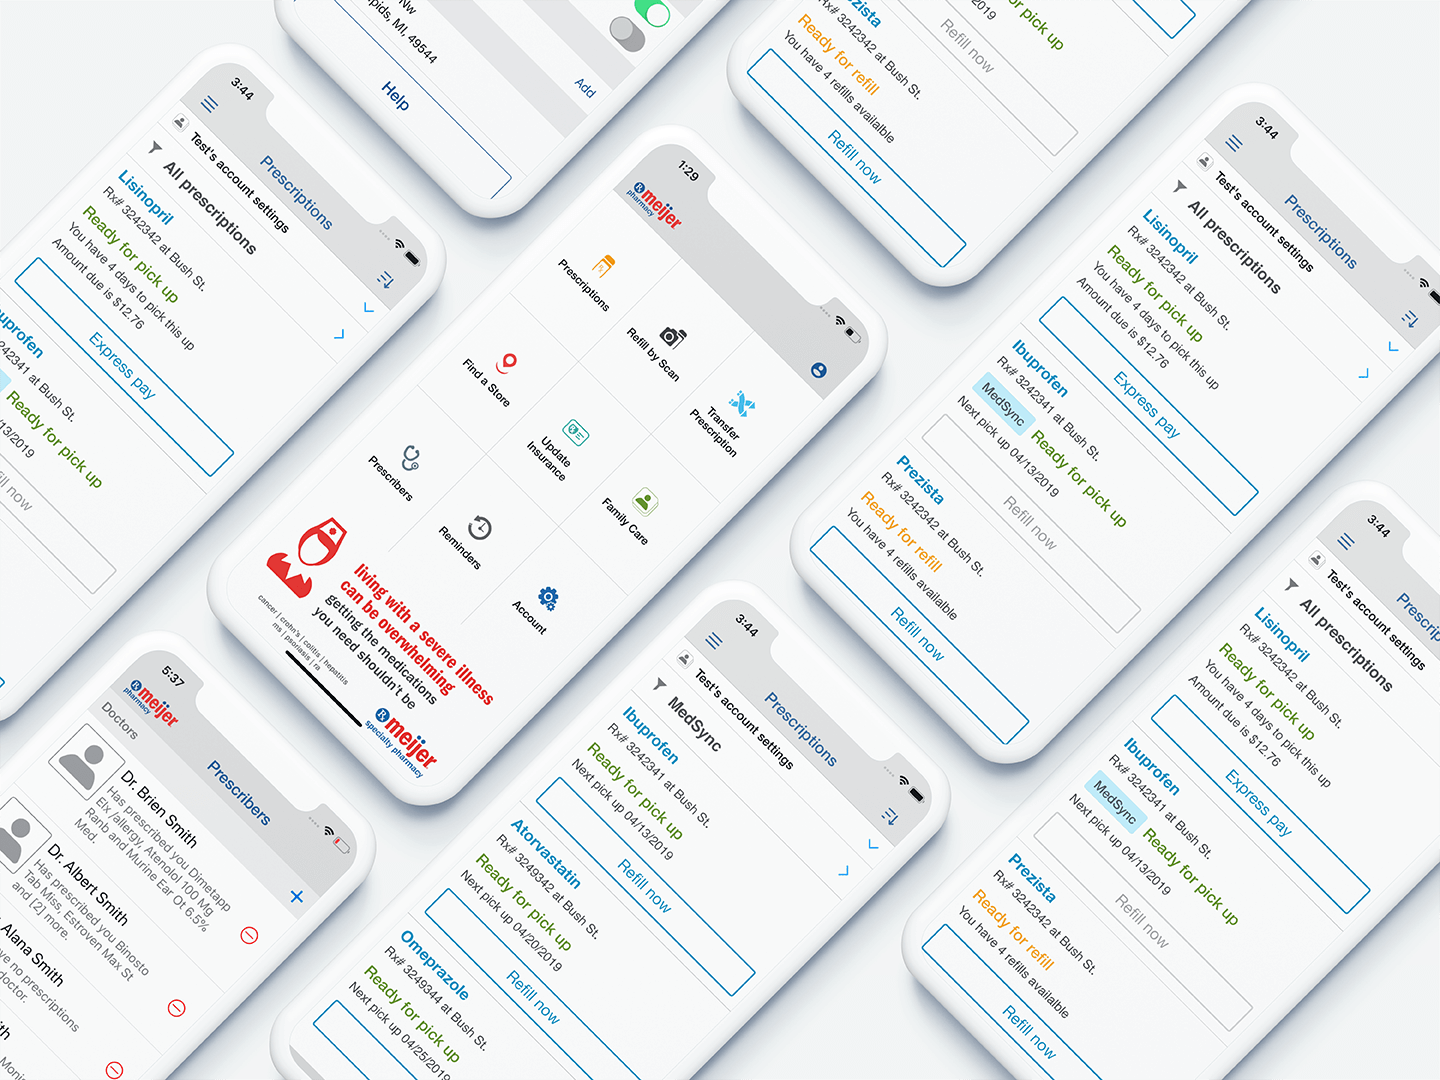 3:44
Prescriptions
Test's account settings
All prescriptions
Lisinopril
Rx# 3242342 at Bush St.
Ready for pick up
You have 4 days to pick this up
Amount due is $12.76
Express pay
at Bush St.
Ready for pick up
Nw
MI, 49544
Help
Add
Rx# 3242342 at Bush St.
Ready for refill
You have 4 refills availalble
Refill now
Refill now
pick up
1:29
meijer
pharmacy
Prescriptions
Refill by Scan
Transfer
Prescription
Find a Store
Update
Insurance
Family Care
Prescribers
Reminders
Account
living with a severe illness
can be overwhelming
getting the medications
you need shouldn't be
cancer | crohn's | colitis | hepatitis
ms | psoriasis | ra
meijer
specialty pharmacy
3:44
Prescriptions
Test's account settings
All prescriptions
Lisinopril
Rx# 3242342 at Bush St.
Ready for pick up
You have 4 days to pick this up
Amount due is $12.76
Express pay
Ibuprofen
Rx# 3242341 at Bush St.
MedSync
Ready for pick up
Next pick up 04/13/2019
Refill now
Prezista
Rx# 3242342 at Bush St.
Ready for refill
You have 4 refills available
Refill now
5:37
meijer
pharmacy
Prescribers
Doctors
Dr. Brien Smith
Has prescribed you Dimetapp
Elx /allergy, Atenolol 100 Mg
Ranb and Murine Ear Ot 6.5%
Med.
Dr. Albert Smith
Has prescribed you Binosto
Tab Miss, Estroven Max St
and [2] more.
Alana Smith
no prescriptions
doctor.
3:44
Prescriptions
Test's account settings
MedSync
Ibuprofen
Rx# 3242341 at Bush St.
Ready for pick up
Next pick up 04/13/2019
Refill now
Atorvastatin
Rx# 3249342 at Bush St.
Ready for pick up
Next pick up 04/20/2019
Refill now
Omeprazole
Rx# 3249344 at Bush St.
Ready for pick up
Next pick up 04/25/2019
3:44
Test's account settings
All prescriptions
Lisinopril
Rx# 3242342 at Bush St.
Ready for pick up
You have 4 days to pick this up
Amount due is $12.76
Express pay
Ibuprofen
Rx# 3242341 at Bush St.
MedSync
Ready for pick up
Next pick up 04/13/2019
Refill now
Prezista
Rx# 3242342 at Bush St.
Ready for refill
You have 4 refills availalble
Refill now